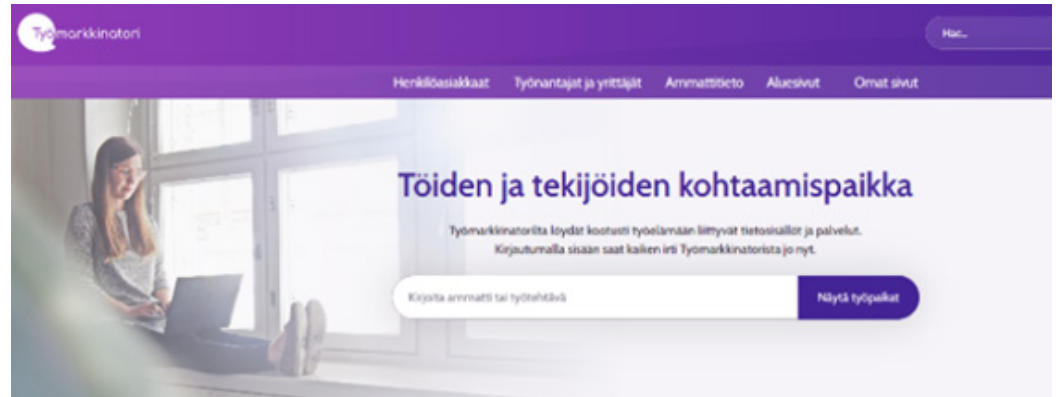 Työmarkkinatori
Hae...
Henkilöasiakkaat Työnantajat ja yrittäjät Ammattitieto Aluesivut Omat sivut
Töiden ja tekijöiden kohtaamispaikka
Työmarkkinatorilta löydät kootusti työelämään liittyvät tietosisällöt ja palvelut.
Kirjautumalla sisään saat kaiken irti Työmarkkinatorista jo nyt.
Kirjoita ammatti tai työtehtävä Näytä työpaikat